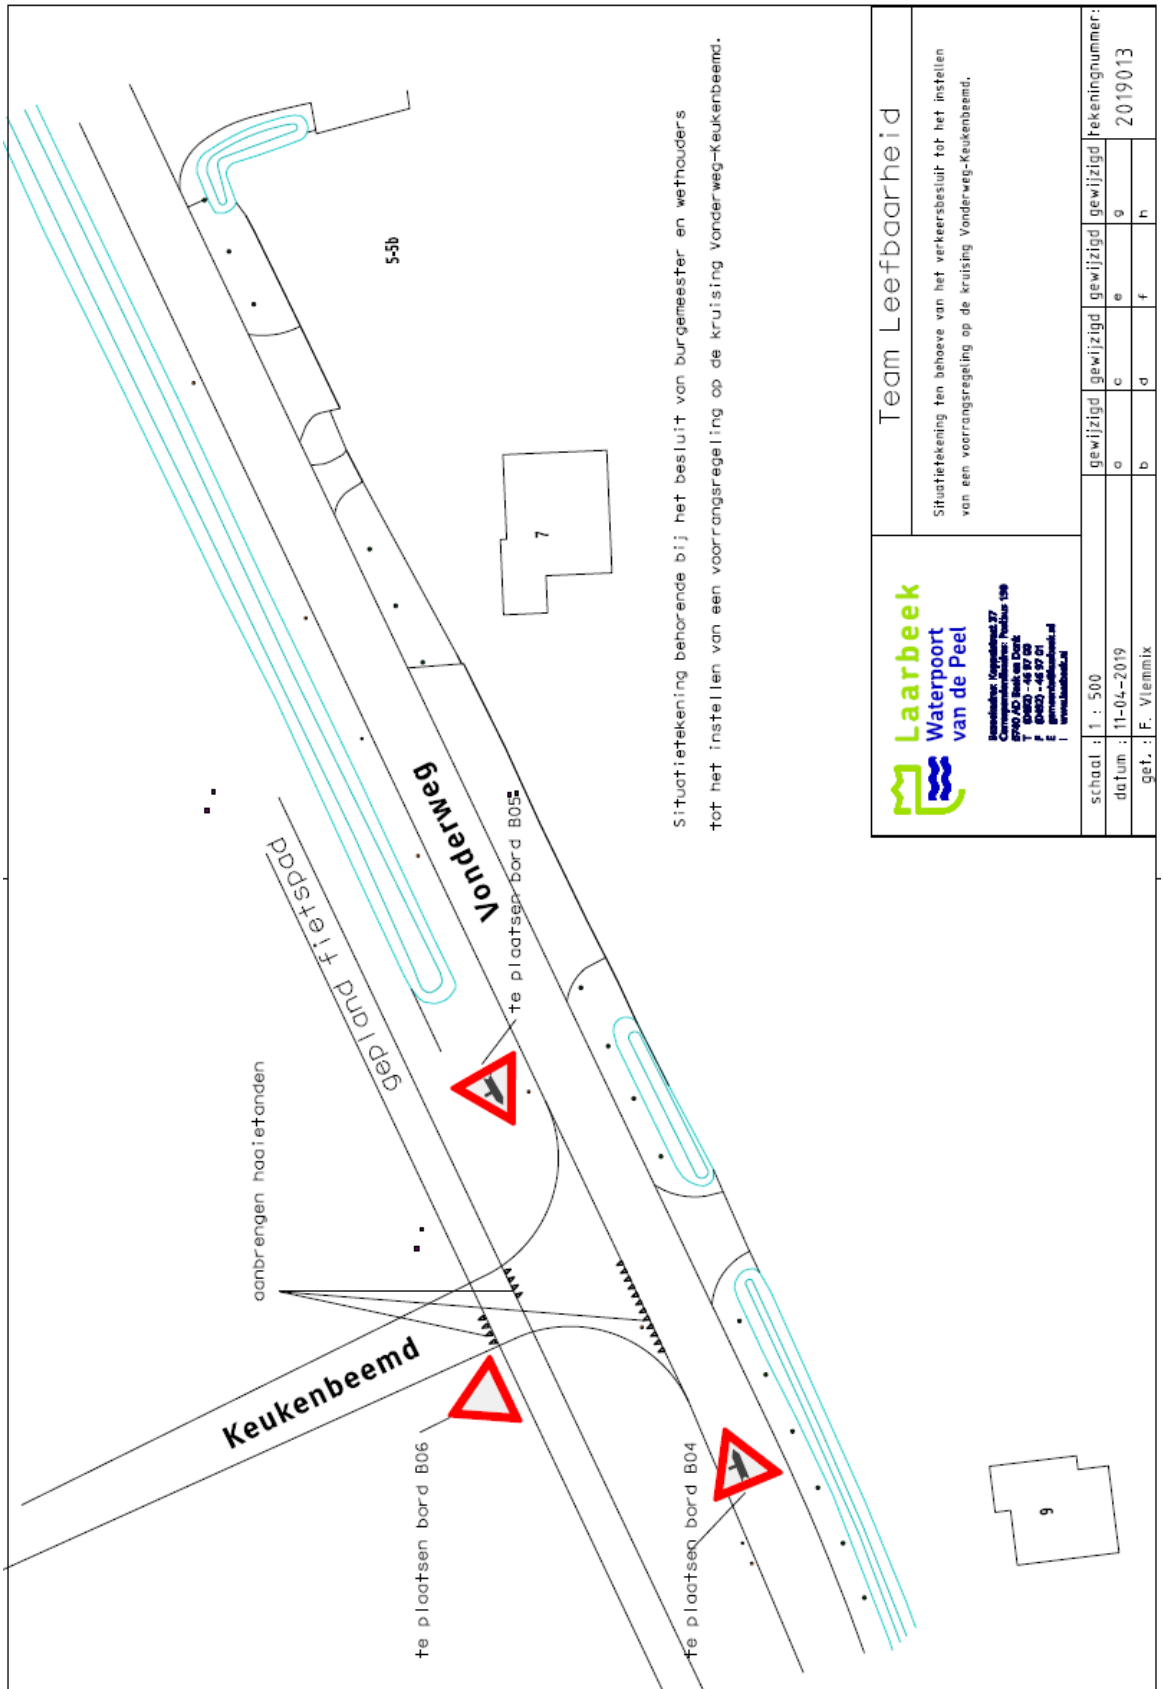 5-5b
7
9
Vonderweg
Keukenbeemd
gepland fietspad
aanbrengen haaietanden
te plaatsen bord B05
te plaatsen bord B06
te plaatsen bord B04
Situatietekening behorende bij het besluit van burgemeester en wethouders
tot het instellen van een voorrangsregeling op de kruising Vonderweg-Keukenbeemd.
Laarbeek
Waterpoort
van de Peel
Team Leefbaarheid
Situatietekening ten behoeve van het verkeersbesluit tot het instellen
van een voorrangsregeling op de kruising Vonderweg-Keukenbeemd.
schaal : 1 : 500
datum : 11-04-2019
get. : F. Vlemmix
gewijzigd gewijzigd gewijzigd gewijzigd tekeningnummer:
a c e g 2019013
b d f h